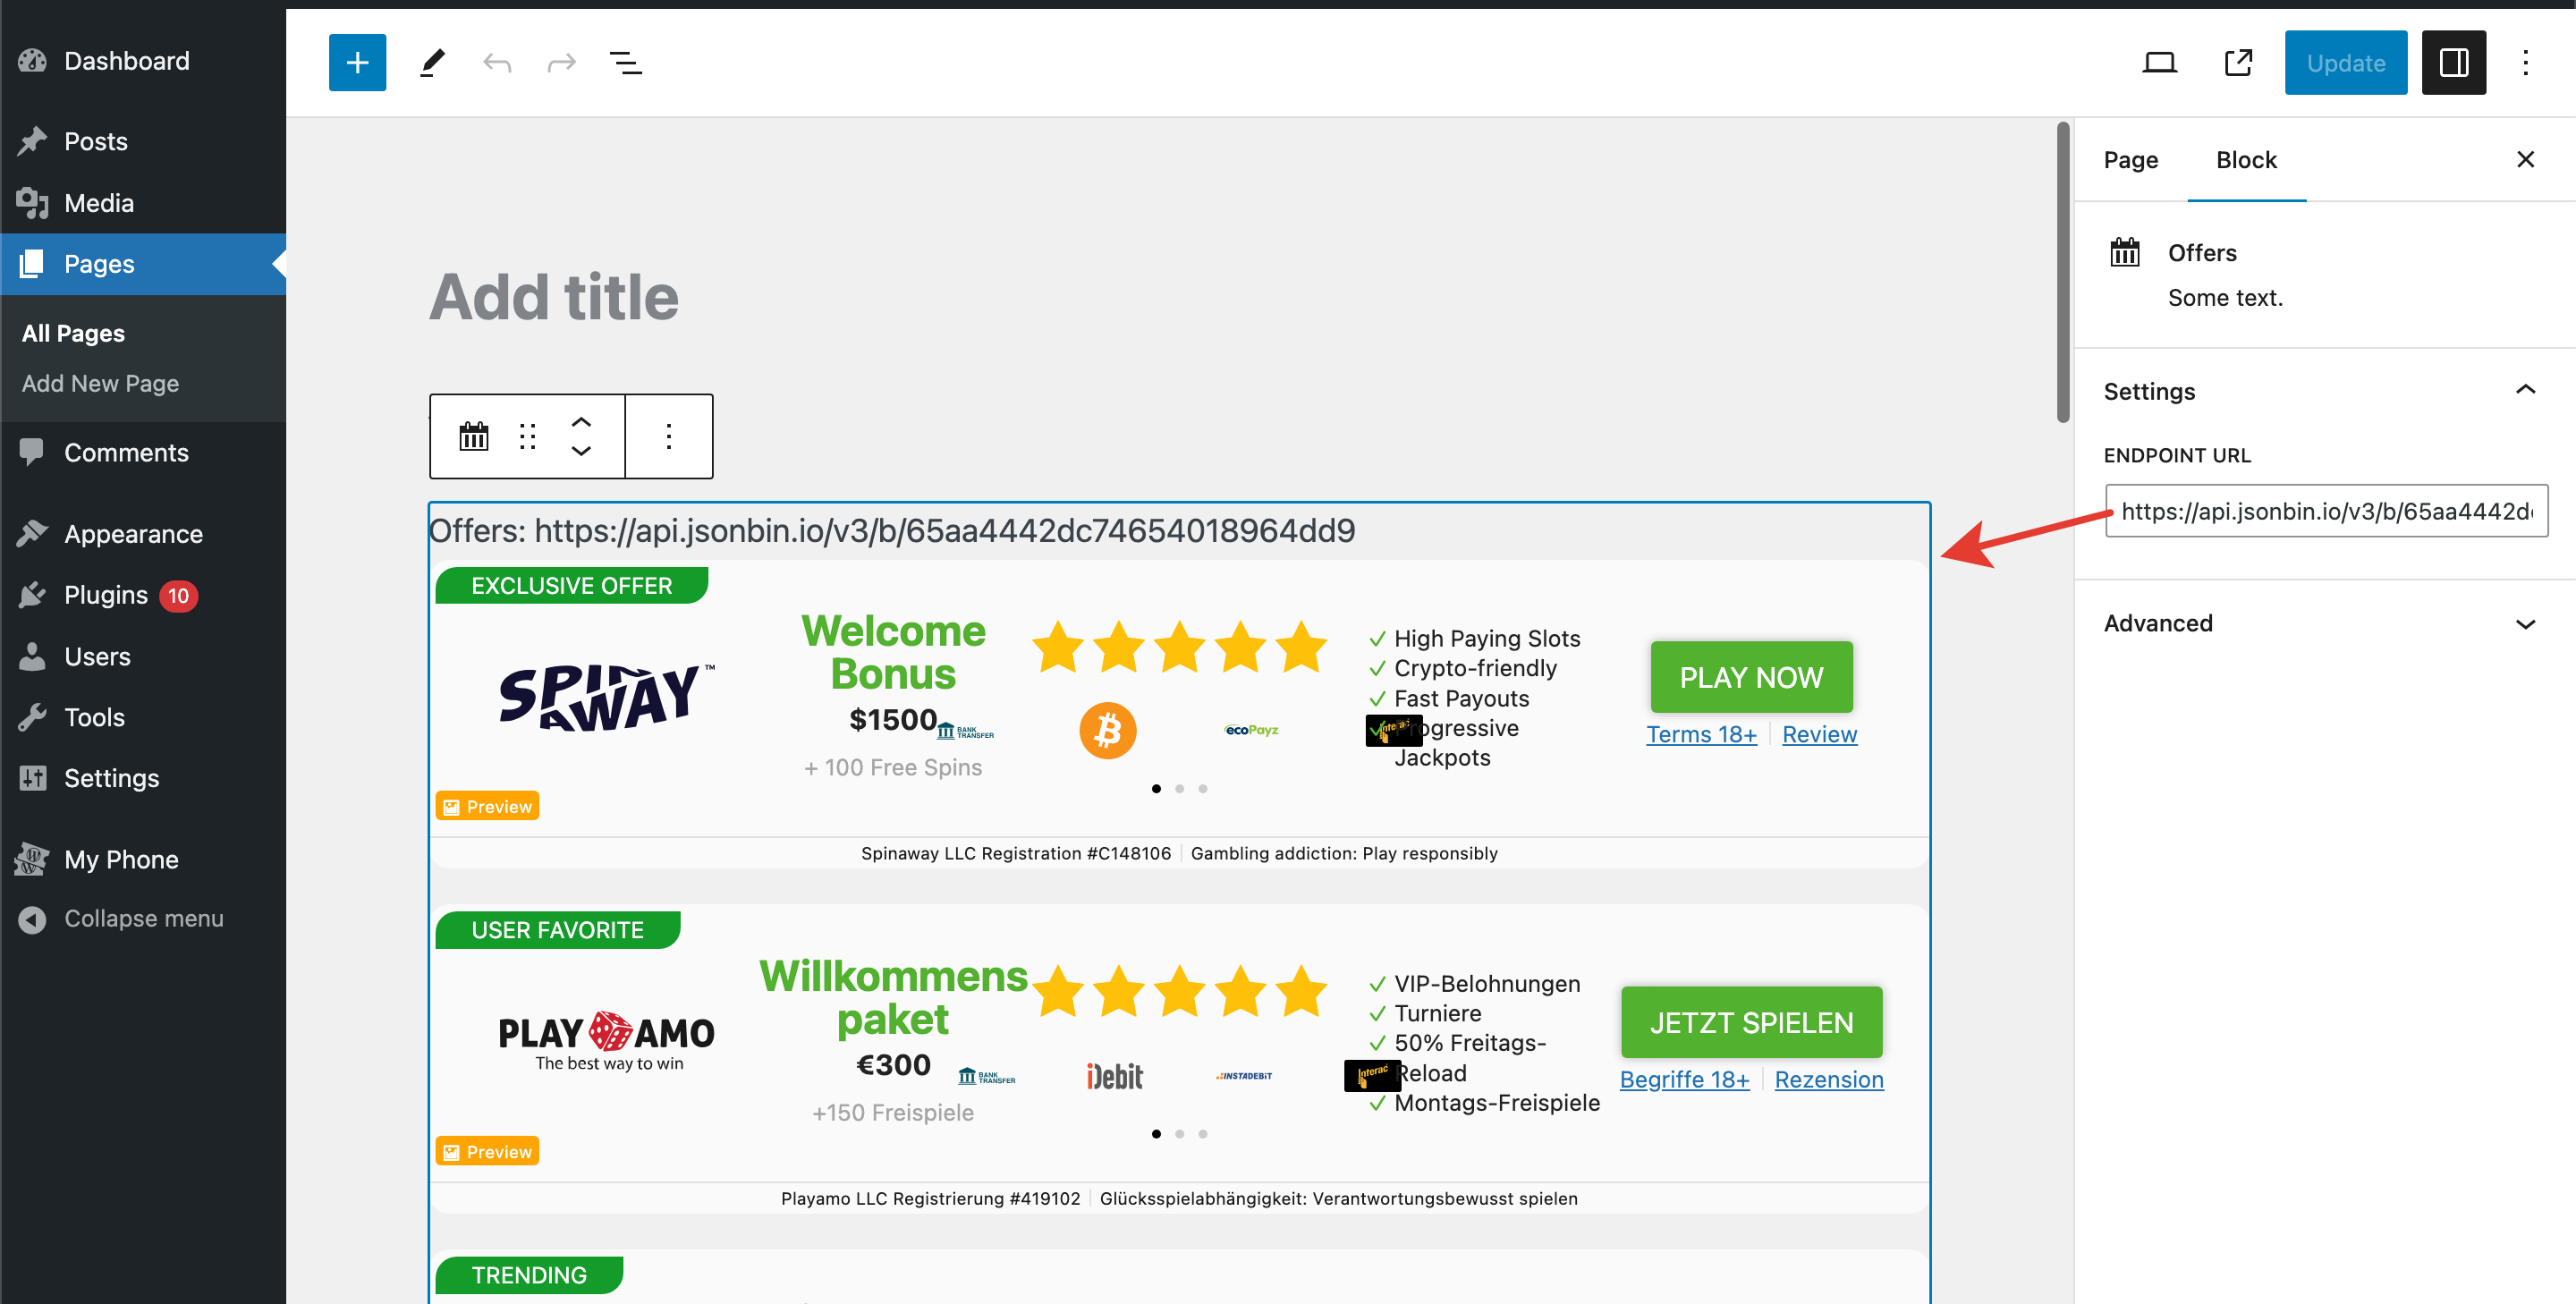 Dashboard
Posts
Media
Pages
All Pages
Add New Page
Comments
Appearance
Plugins 10
Users
Tools
Settings
My Phone
Collapse menu
Update
Add title
Offers: https://api.jsonbin.io/v3/b/65aa4442dc74654018964dd9
EXCLUSIVE OFFER
SPINAWAY™
Welcome
Bonus
$1500
+ 100 Free Spins
BANK
TRANSFER
ecoPayz
Interac
High Paying Slots
Crypto-friendly
Fast Payouts
Progressive
Jackpots
PLAY NOW
Terms 18+ Review
Preview
Spinaway LLC Registration #C148106 Gambling addiction: Play responsibly
USER FAVORITE
PLAYAMO
The best way to win
Willkommens
paket
€300
+150 Freispiele
BANK
TRANSFER
iDebit
INSTADEBIT
Interac
VIP-Belohnungen
Turniere
50% Freitags-
Reload
Montags-Freispiele
JETZT SPIELEN
Begriffe 18+ Rezension
Preview
Playamo LLC Registrierung #419102 Glücksspielabhängigkeit: Verantwortungsbewusst spielen
TRENDING
Page Block
Offers
Some text.
Settings
ENDPOINT URL
https://api.jsonbin.io/v3/b/65aa4442d
Advanced